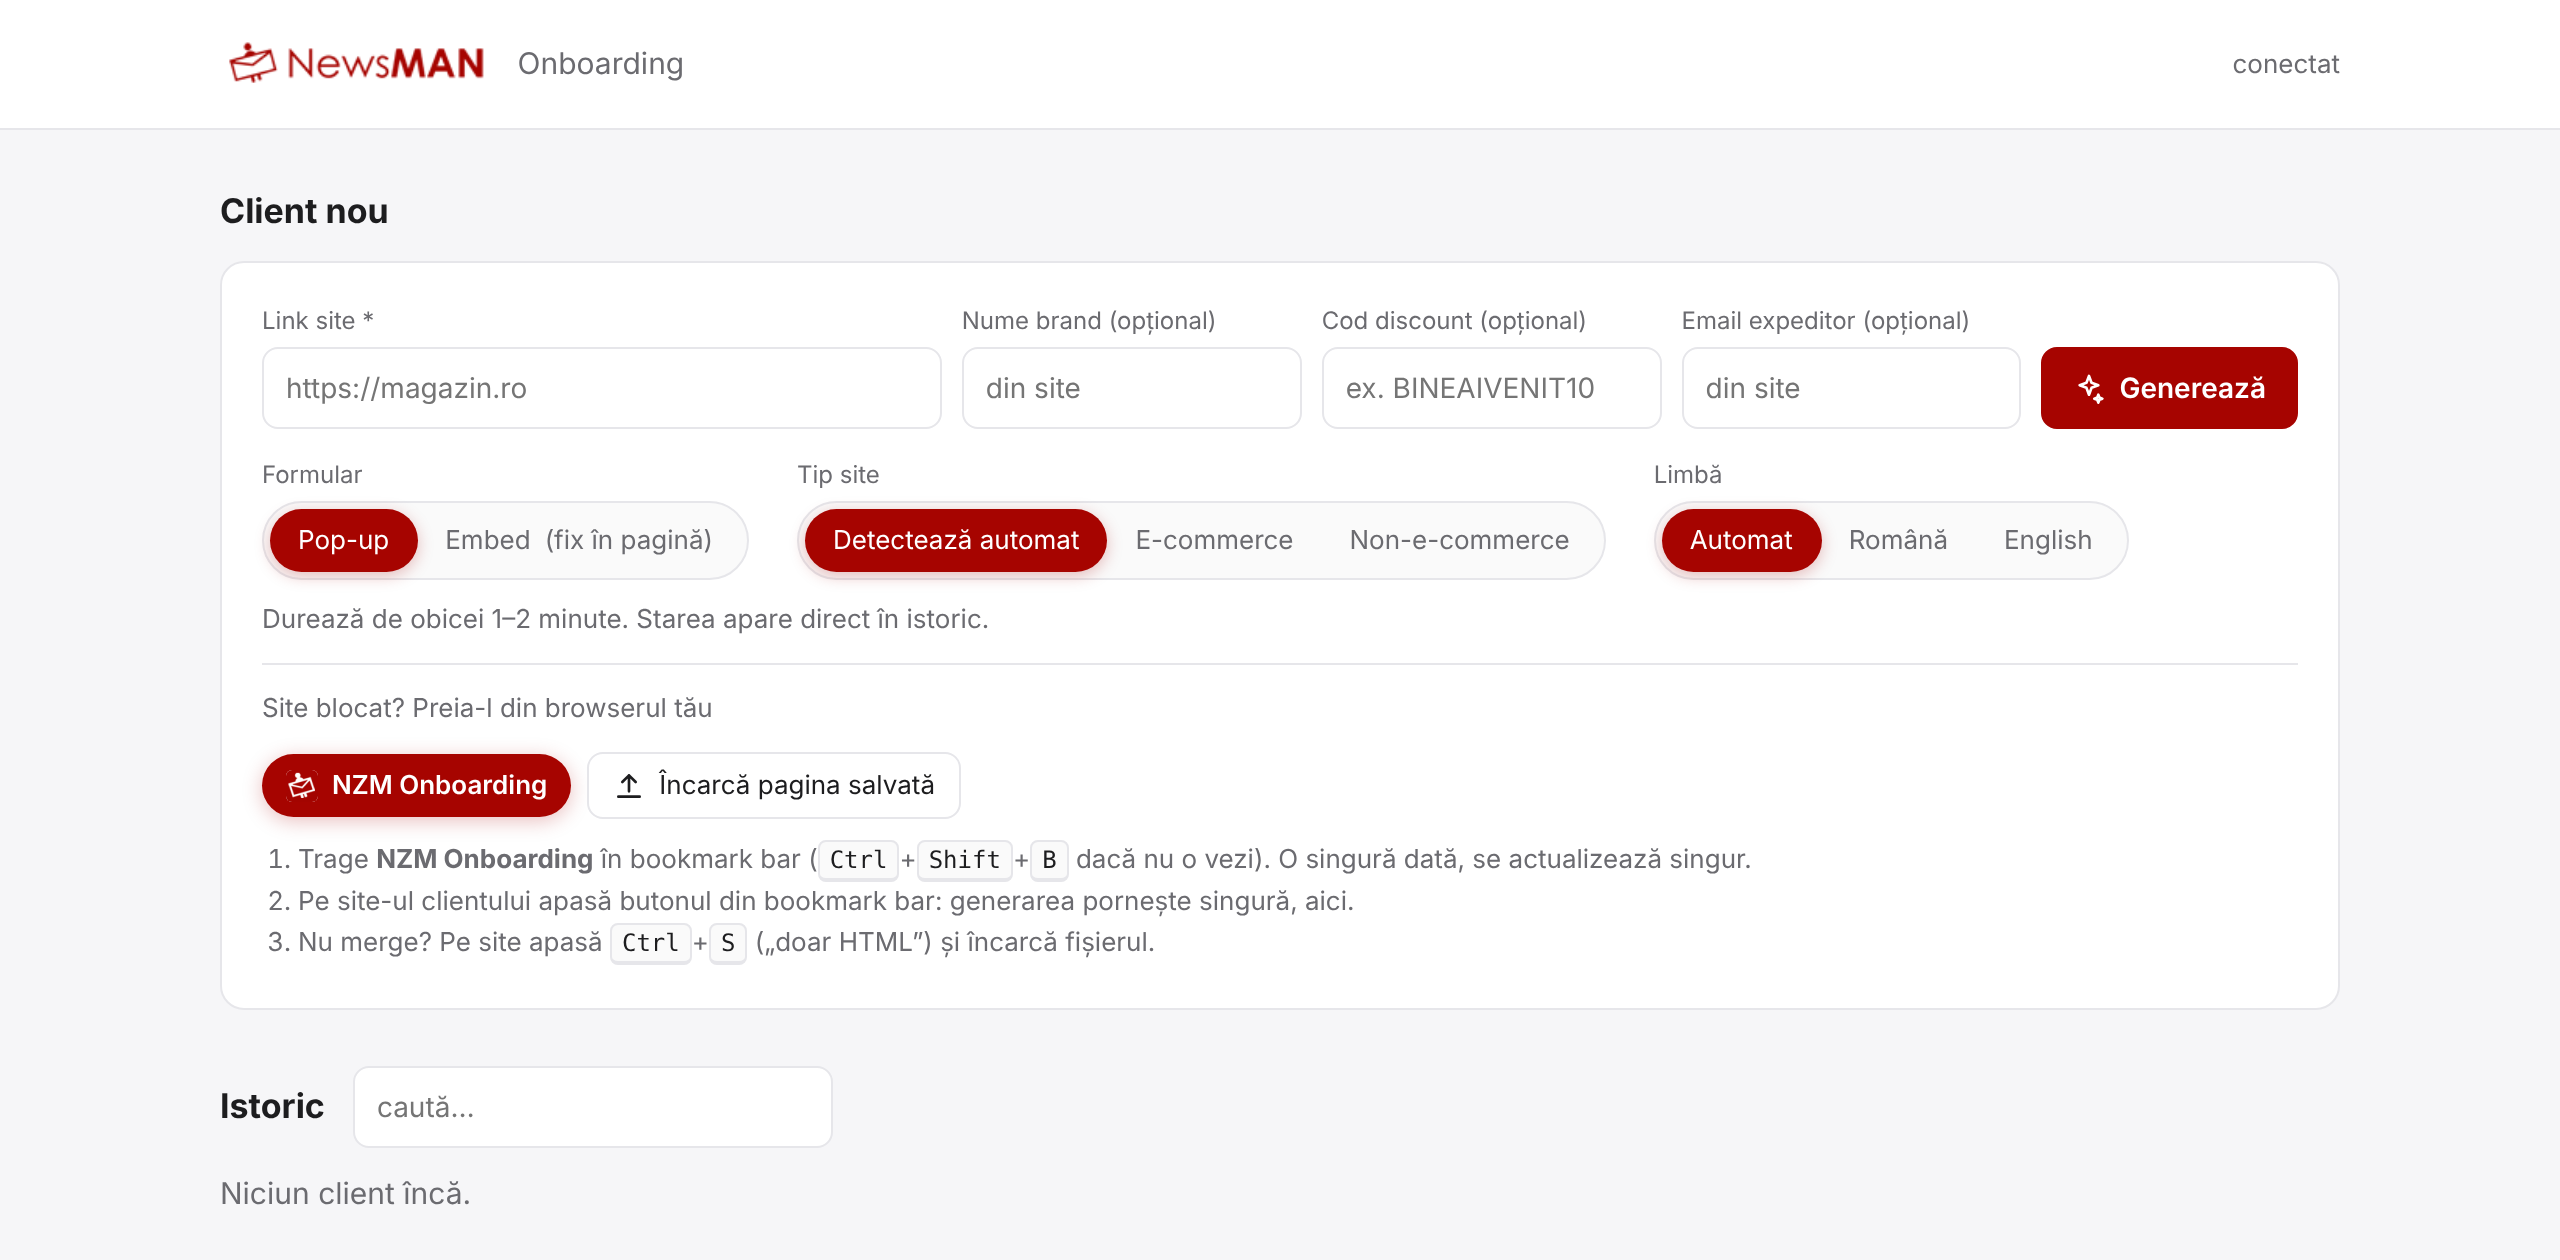 NewsMAN Onboarding conectat
Client nou
Link site * Nume brand (opțional) Cod discount (opțional) Email expeditor (opțional)
https://magazin.ro din site ex. BINEAIVENIT10 din site Generează
Formular Tip site Limbă
Pop-up Embed (fix în pagină) Detectează automat E-commerce Non-e-commerce Automat Română English
Durează de obicei 1–2 minute. Starea apare direct în istoric.
Site blocat? Preia-l din browserul tău
NZM Onboarding Încarcă pagina salvată
1. Trage NZM Onboarding în bookmark bar (Ctrl+Shift+B dacă nu o vezi). O singură dată, se actualizează singur.
2. Pe site-ul clientului apasă butonul din bookmark bar: generarea pornește singură, aici.
3. Nu merge? Pe site apasă Ctrl+S („doar HTML”) și încarcă fișierul.
Istoric caută...
Niciun client încă.